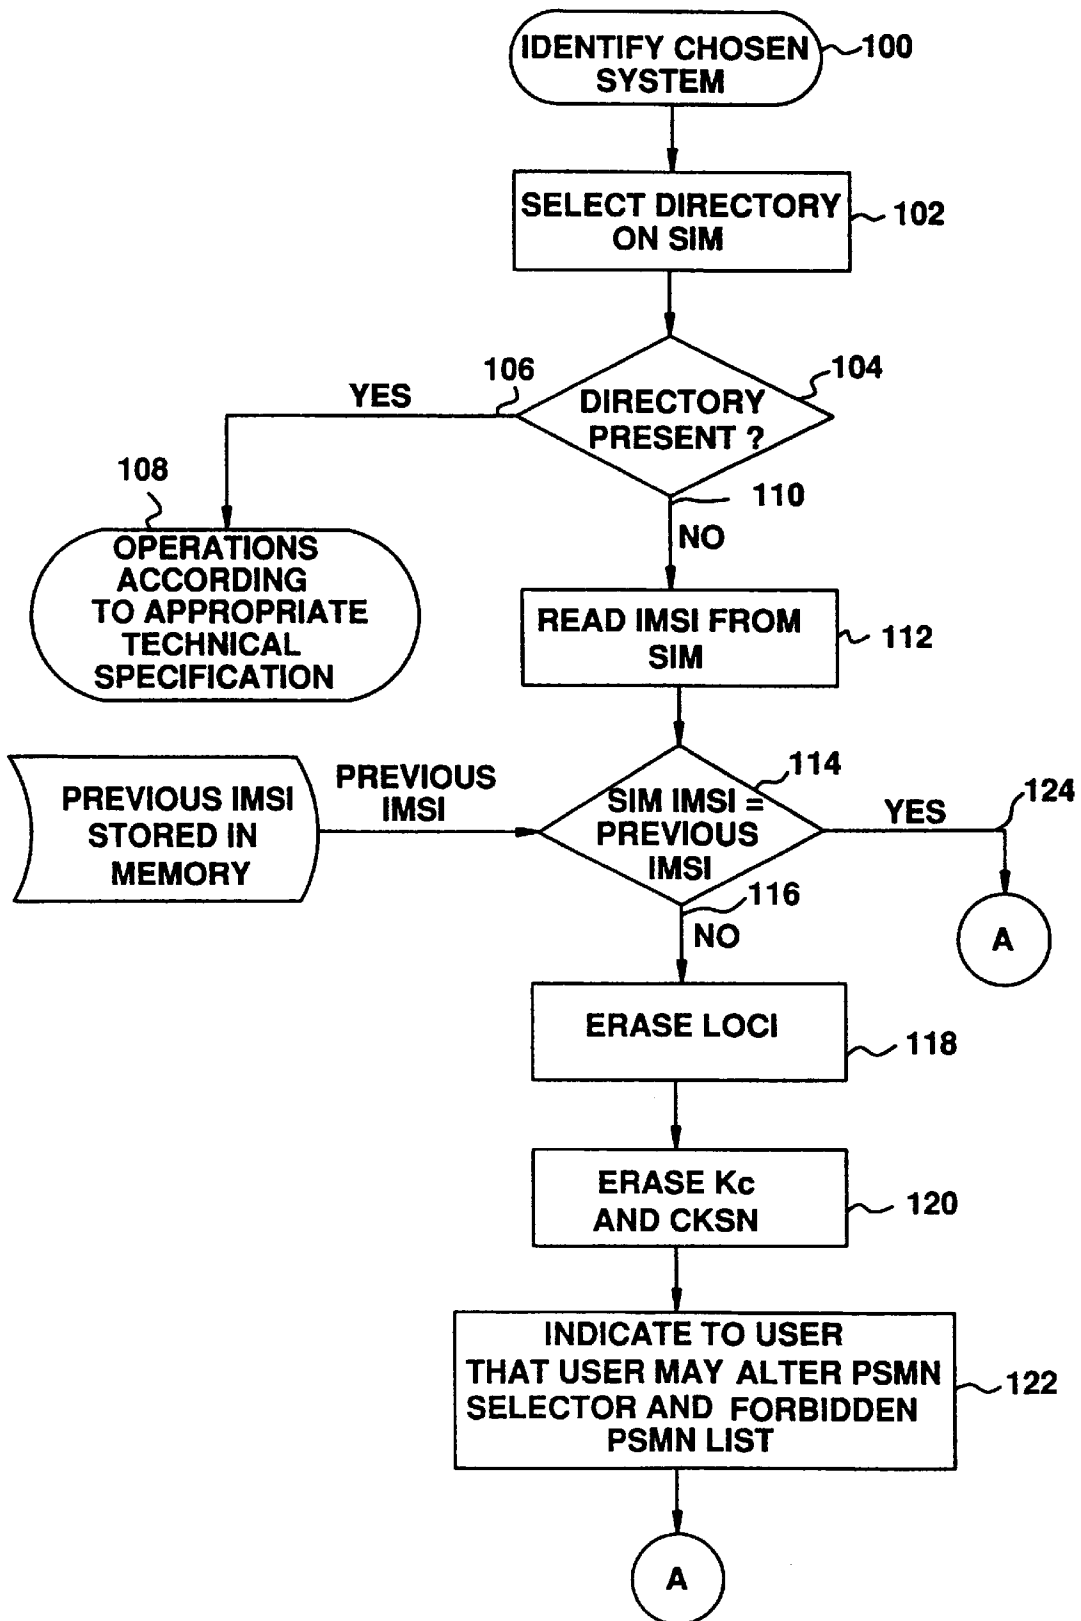 IDENTIFY CHOSEN
SYSTEM
100
SELECT DIRECTORY
ON SIM
102
DIRECTORY
PRESENT ?
104
106
YES
108
OPERATIONS
ACCORDING
TO APPROPRIATE
TECHNICAL
SPECIFICATION
110
NO
READ IMSI FROM
SIM
112
PREVIOUS IMSI
STORED IN
MEMORY
PREVIOUS
IMSI
SIM IMSI =
PREVIOUS
IMSI
114
YES
124
A
116
NO
ERASE LOCI
118
ERASE Kc
AND CKSN
120
INDICATE TO USER
THAT USER MAY ALTER PSMN
SELECTOR AND FORBIDDEN
PSMN LIST
122
A